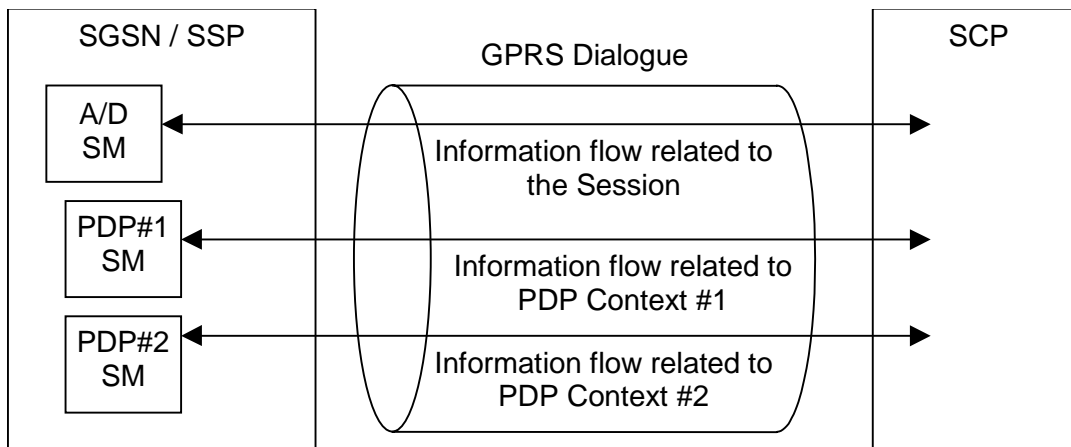 SGSN / SSP
SCP
GPRS Dialogue
A/D
SM
Information flow related to
the Session
PDP#1
SM
Information flow related to
PDP Context #1
PDP#2
SM
Information flow related to
PDP Context #2